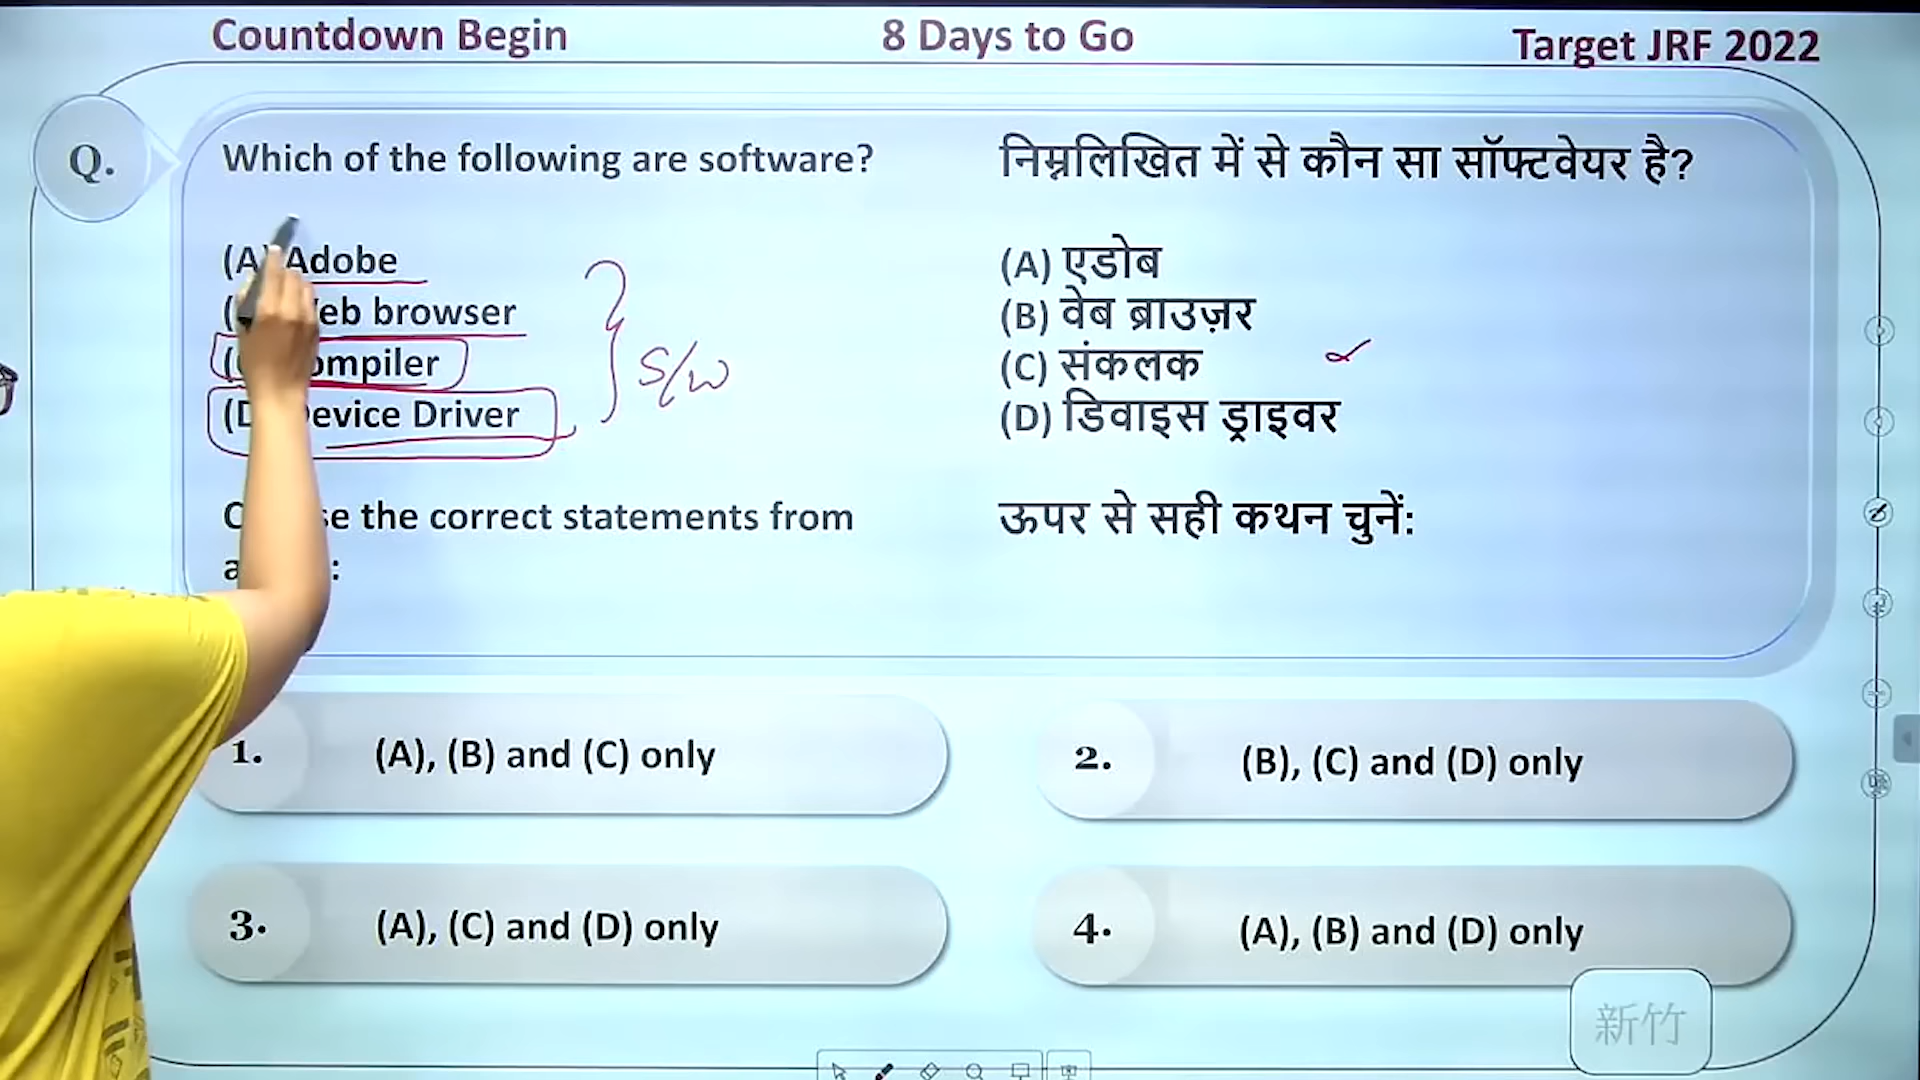 Countdown Begin
8 Days to Go
Target JRF 2022
Q.
Which of the following are software?
(A) Adobe
eb browser
ompiler
(D evice Driver
S/W
C se the correct statements from
a :
निम्नलिखित में से कौन सा सॉफ्टवेयर है?
(A) एडोब
(B) वेब ब्राउज़र
(C) संकलक
(D) डिवाइस ड्राइवर
ऊपर से सही कथन चुनें:
1. (A), (B) and (C) only
2. (B), (C) and (D) only
3. (A), (C) and (D) only
4. (A), (B) and (D) only
新竹